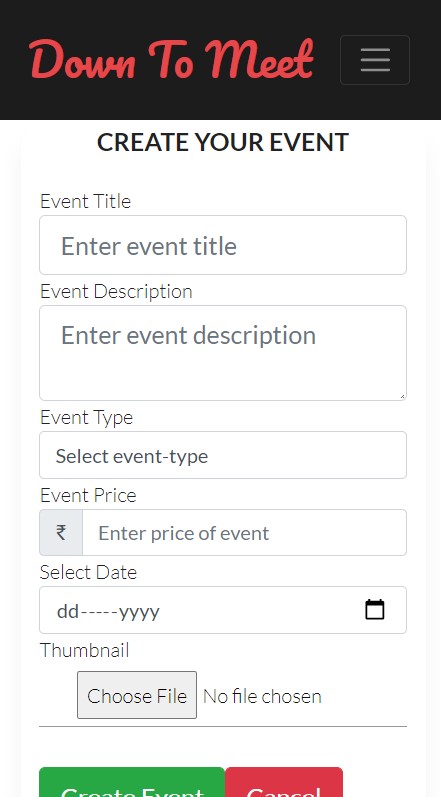 Down To Meet
CREATE YOUR EVENT
Event Title
Enter event title
Event Description
Enter event description
Event Type
Select event-type
Event Price
₹ Enter price of event
Select Date
dd-----yyyy
Thumbnail
Choose File No file chosen
Create Event Cancel